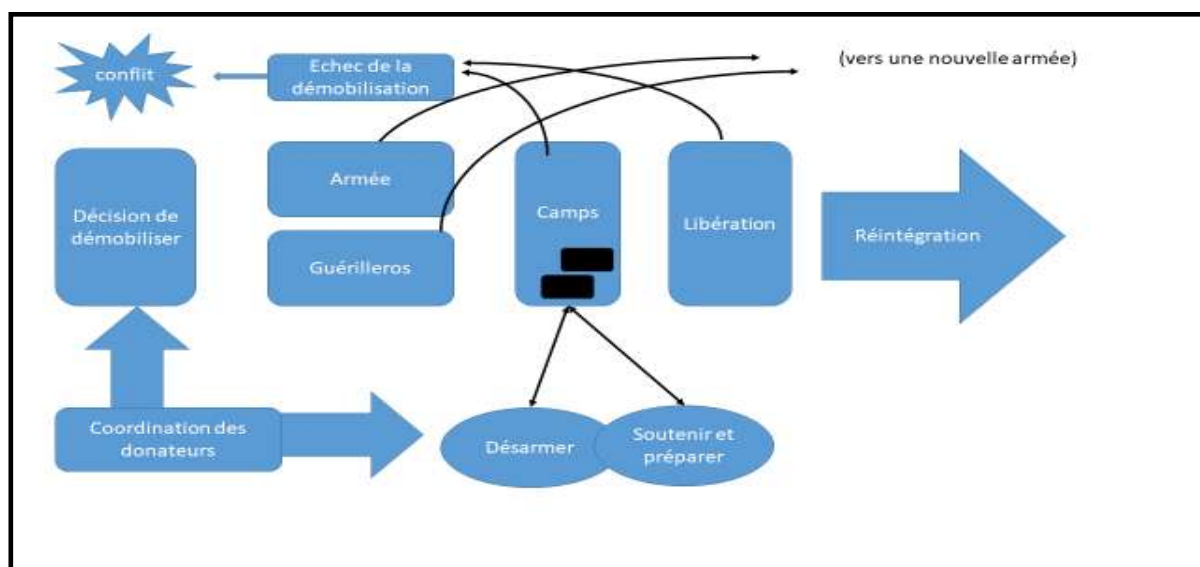 conflit
Echec de la
démobilisation
(vers une nouvelle armée)
Décision de
démobiliser
Armée
Guérilleros
Camps
Libération
Réintégration
Coordination des
donateurs
Désarmer
Soutenir et
préparer